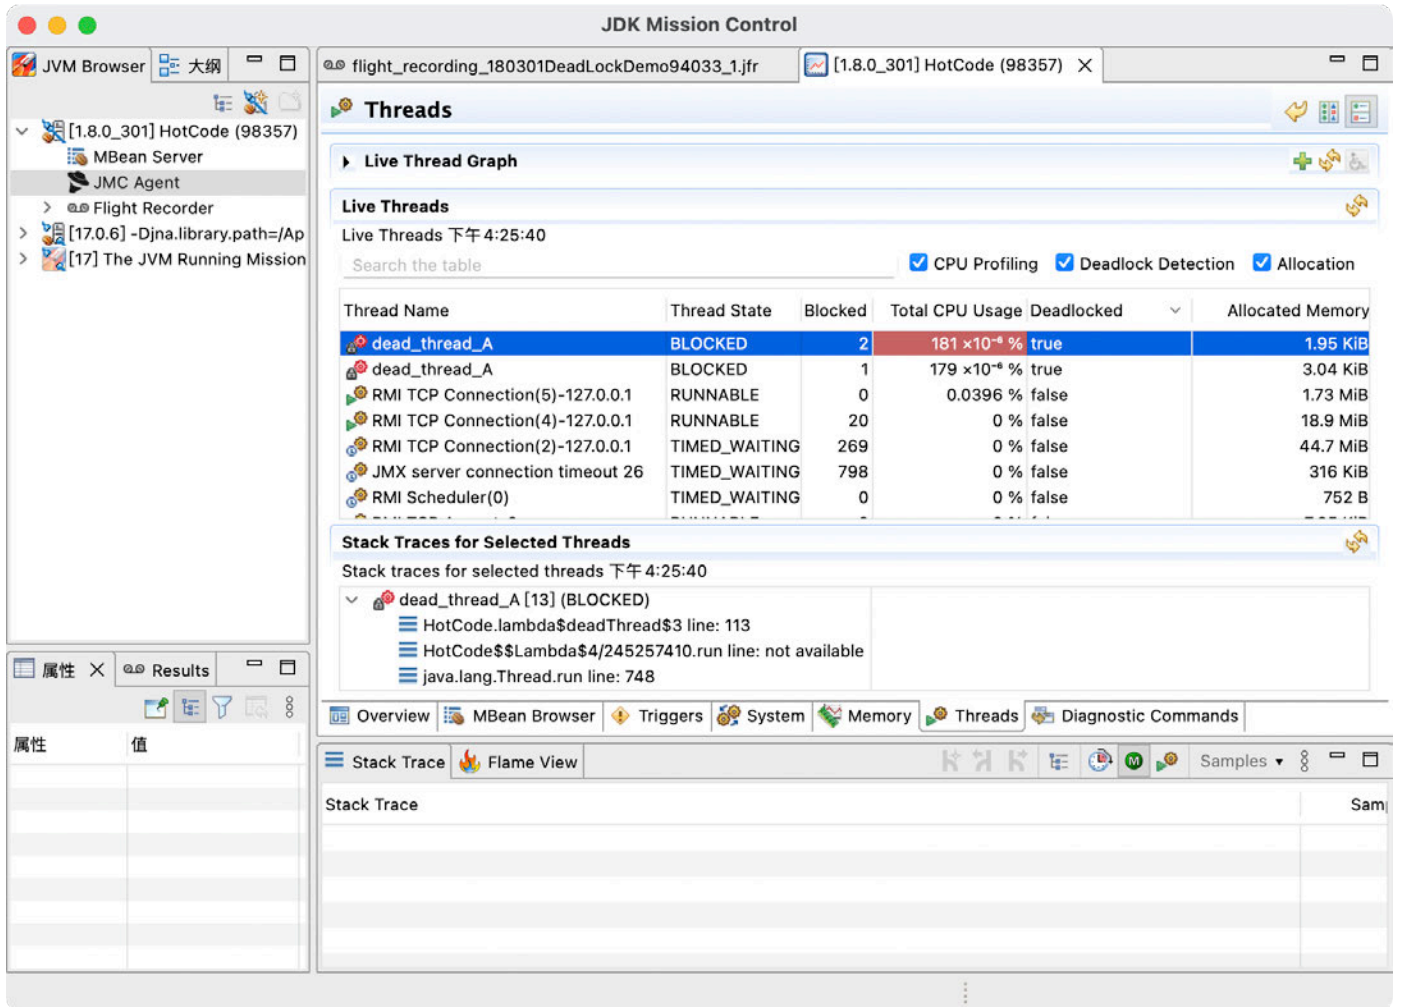 JDK Mission Control
JVM Browser
大纲
[1.8.0_301] HotCode (98357)
MBean Server
JMC Agent
Flight Recorder
[17.0.6] -Djna.library.path=/Ap
[17] The JVM Running Mission
flight_recording_180301DeadLockDemo94033_1.jfr
[1.8.0_301] HotCode (98357)
Threads
Live Thread Graph
Live Threads
Live Threads 下午4:25:40
Search the table
CPU Profiling Deadlock Detection Allocation
Thread Name Thread State Blocked Total CPU Usage Deadlocked Allocated Memory
dead_thread_A BLOCKED 2 181 ×10⁻⁶ % true 1.95 KiB
dead_thread_A BLOCKED 1 179 ×10⁻⁶ % true 3.04 KiB
RMI TCP Connection(5)-127.0.0.1 RUNNABLE 0 0.0396 % false 1.73 MiB
RMI TCP Connection(4)-127.0.0.1 RUNNABLE 20 0 % false 18.9 MiB
RMI TCP Connection(2)-127.0.0.1 TIMED_WAITING 269 0 % false 44.7 MiB
JMX server connection timeout 26 TIMED_WAITING 798 0 % false 316 KiB
RMI Scheduler(0) TIMED_WAITING 0 0 % false 752 B
Stack Traces for Selected Threads
Stack traces for selected threads 下午4:25:40
dead_thread_A [13] (BLOCKED)
HotCode.lambda$deadThread$3 line: 113
HotCode$$Lambda$4/245257410.run line: not available
java.lang.Thread.run line: 748
Overview MBean Browser Triggers System Memory Threads Diagnostic Commands
属性 Results
属性 值
Stack Trace Flame View Samples
Stack Trace Sam